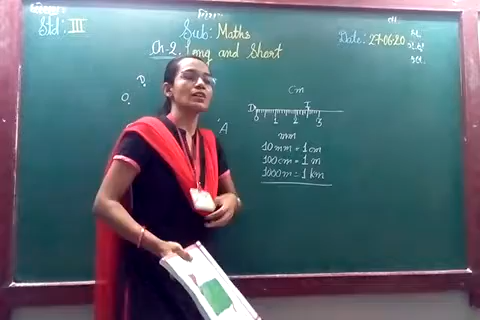 Std: III
વિષય
Sub: Maths
Ch-2. Long and Short
તા
Date: 27-06-20
D
O
A
Cm
D I
0 1 2 3
mm
10 mm = 1 cm
100 cm = 1 m
1000 m = 1 km